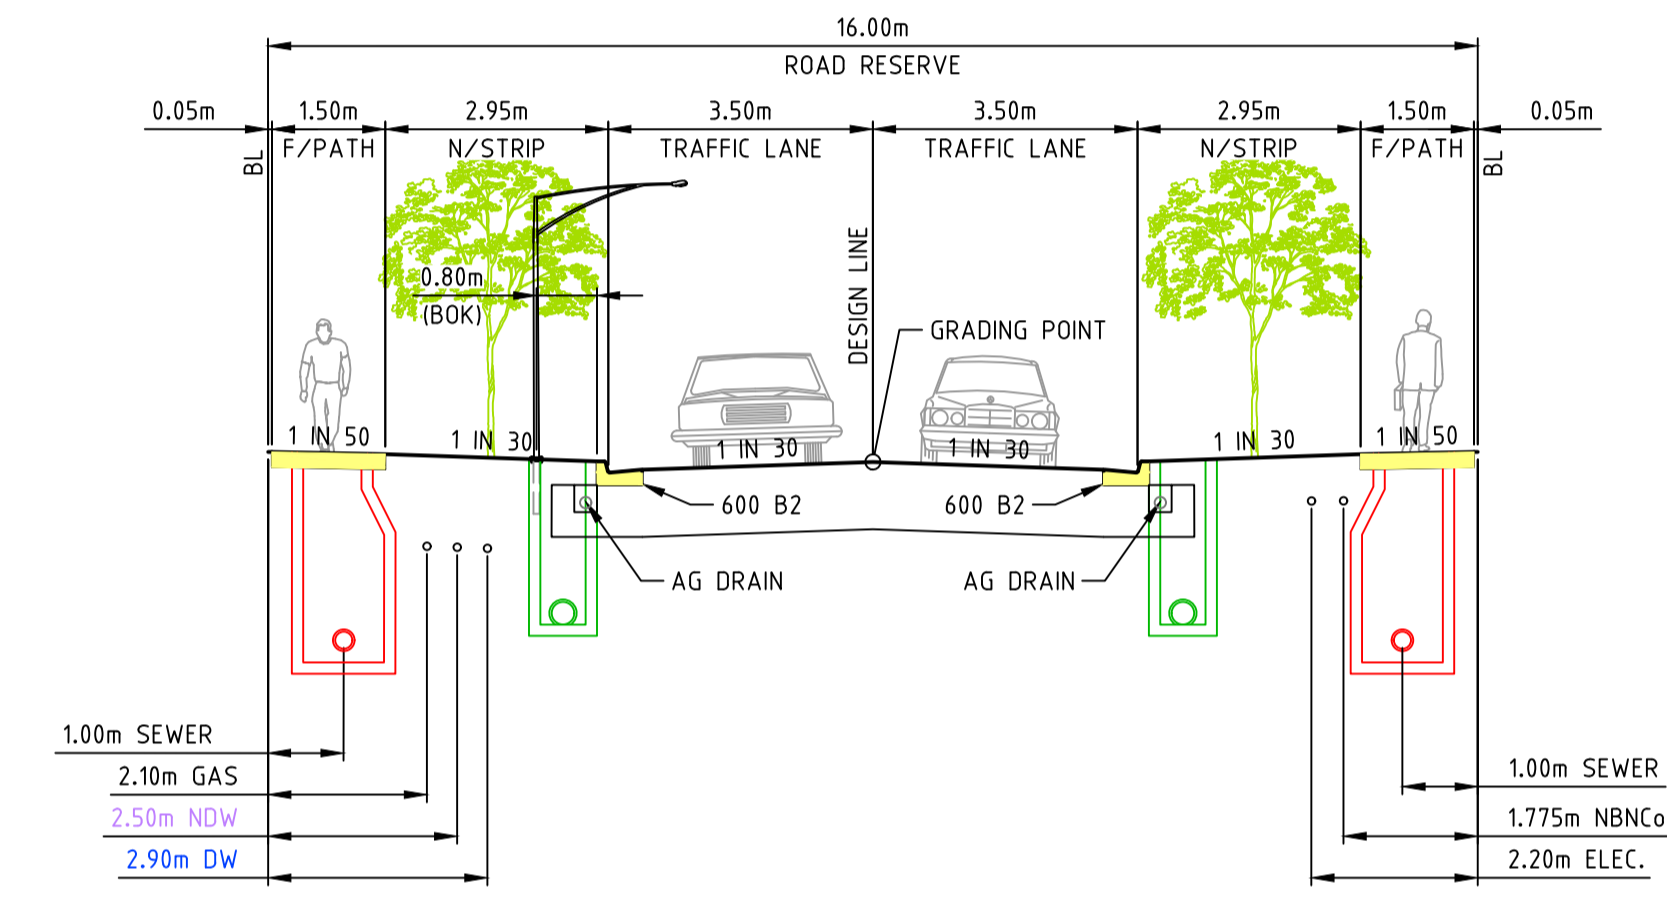 16.00m
ROAD RESERVE
0.05m 1.50m 2.95m 3.50m 3.50m 2.95m 1.50m 0.05m
BL F/PATH N/STRIP TRAFFIC LANE TRAFFIC LANE N/STRIP F/PATH BL
0.80m
(BOK)
DESIGN LINE
GRADING POINT
1 IN 50 1 IN 30 1 IN 30 1 IN 30 1 IN 30 1 IN 50
600 B2 600 B2
AG DRAIN AG DRAIN
1.00m SEWER
2.10m GAS
2.50m NDW
2.90m DW
1.00m SEWER
1.775m NBNCo
2.20m ELEC.